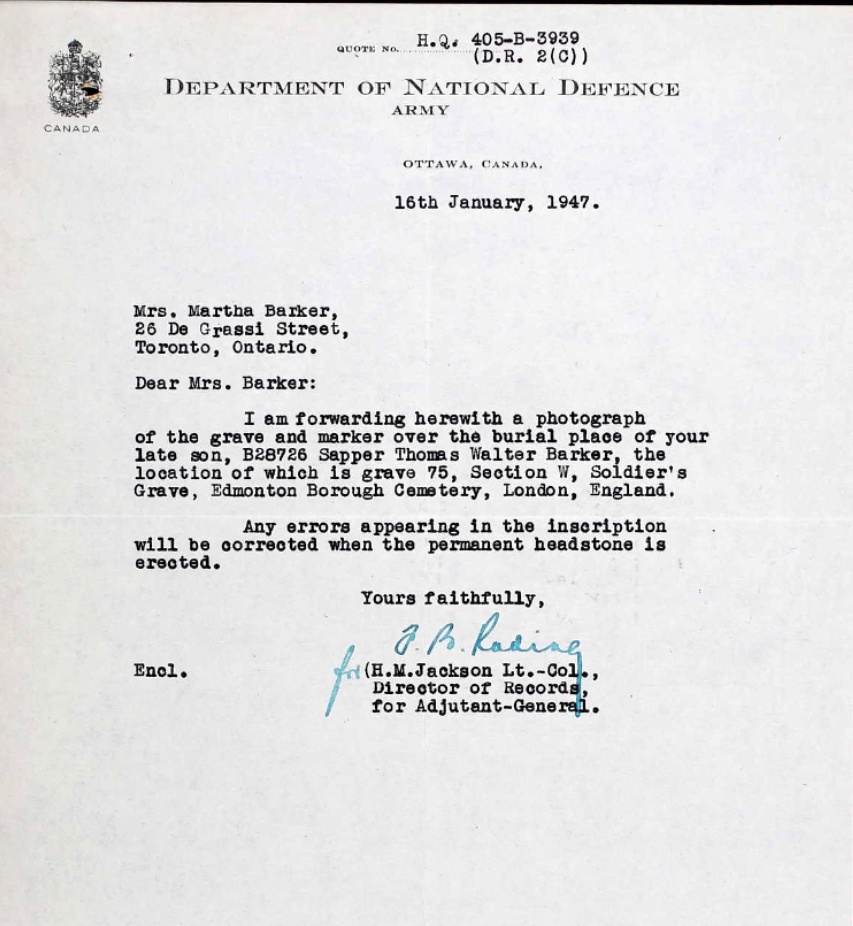 QUOTE NO. H.Q. 405-B-3939
(D.R. 2(C))
DEPARTMENT OF NATIONAL DEFENCE
ARMY
CANADA
OTTAWA, CANADA,
16th January, 1947.
Mrs. Martha Barker,
26 De Grassi Street,
Toronto, Ontario.
Dear Mrs. Barker:
I am forwarding herewith a photograph
of the grave and marker over the burial place of your
late son, B28726 Sapper Thomas Walter Barker, the
location of which is grave 75, Section W, Soldier's
Grave, Edmonton Borough Cemetery, London, England.
Any errors appearing in the inscription
will be corrected when the permanent headstone is
erected.
Yours faithfully,
B.
Encl. for (H.M.Jackson Lt.-Col.,
Director of Records,
for Adjutant-General.